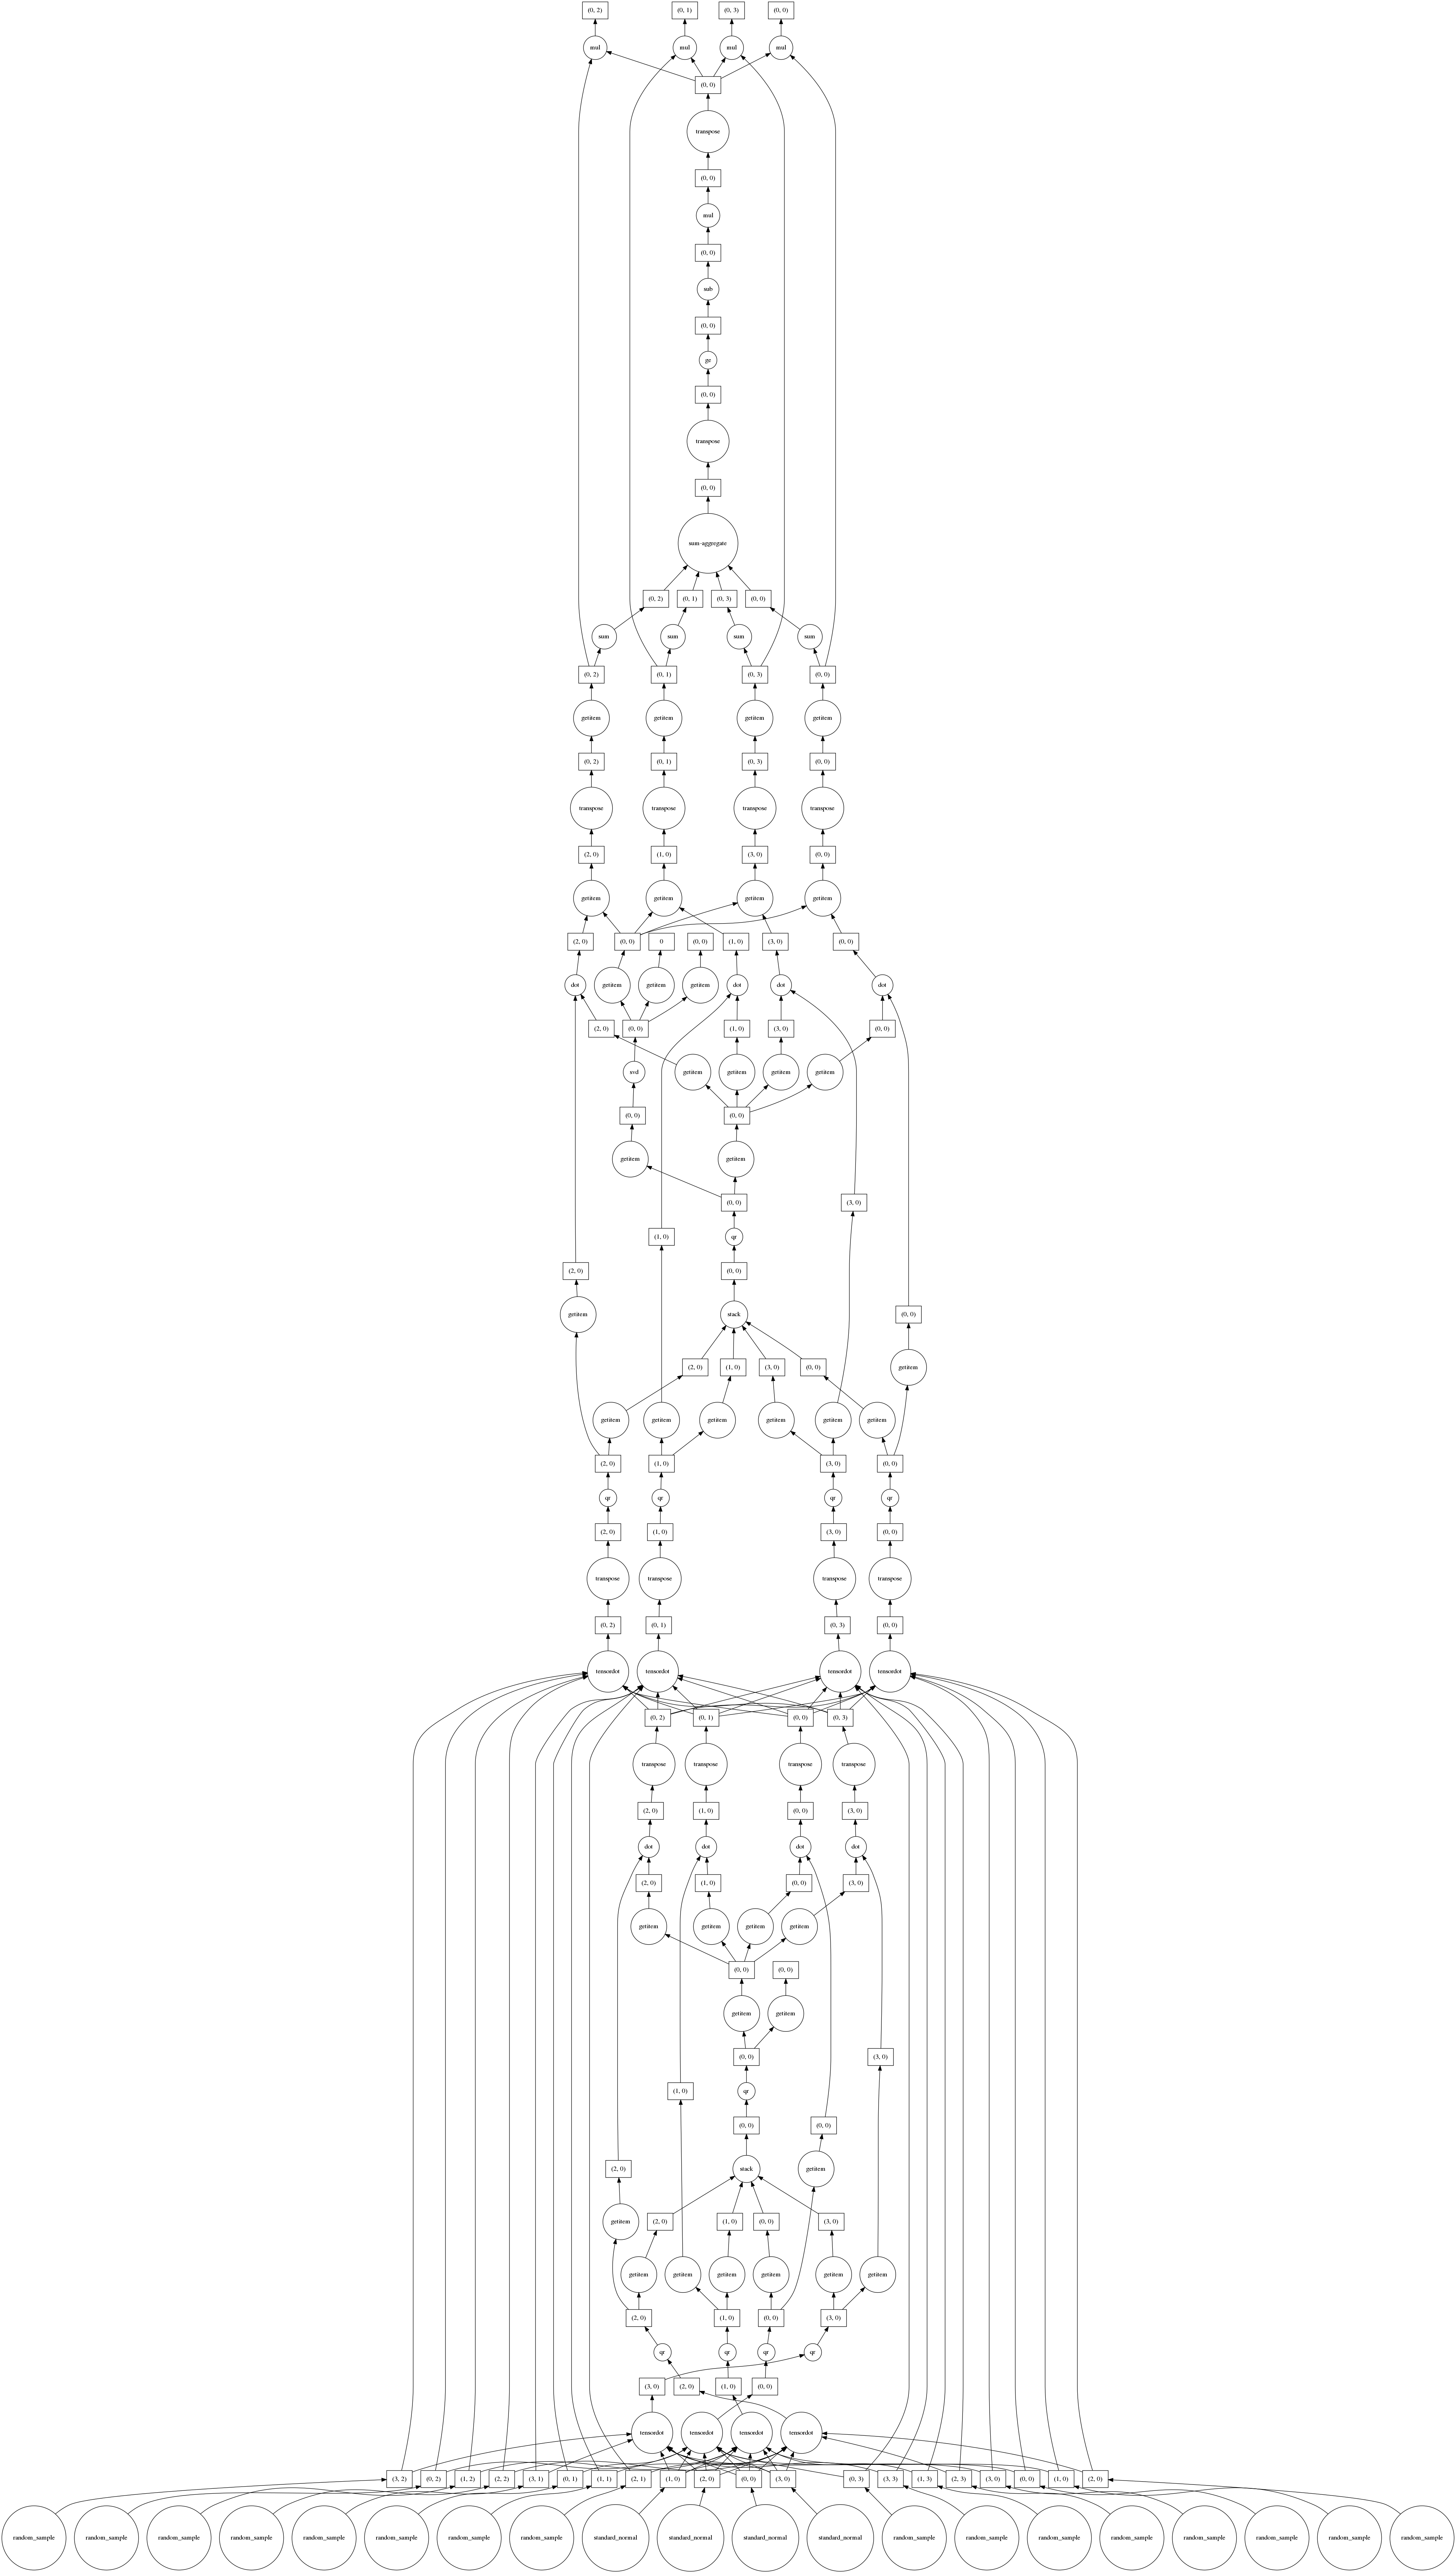 (0, 2) (0, 1) (0, 3) (0, 0)
mul mul mul mul
(0, 0)
transpose
(0, 0)
mul
(0, 0)
sub
(0, 0)
ge
(0, 0)
transpose
(0, 0)
sum-aggregate
(0, 2) (0, 1) (0, 3) (0, 0)
sum sum sum sum
(0, 2) (0, 1) (0, 3) (0, 0)
getitem getitem getitem getitem
(0, 2) (0, 1) (0, 3) (0, 0)
transpose transpose transpose transpose
(2, 0) (1, 0) (3, 0) (0, 0)
getitem getitem getitem getitem
(2, 0) (0, 0) 0 (0, 0) (1, 0) (3, 0) (0, 0)
dot getitem getitem getitem dot dot dot
(2, 0) (0, 0) (1, 0) (3, 0) (0, 0)
svd getitem getitem getitem getitem
(0, 0) (0, 0)
getitem getitem
(0, 0) (3, 0)
(1, 0) qr
(2, 0) (0, 0)
getitem stack (0, 0)
(2, 0) (1, 0) (3, 0) (0, 0) getitem
getitem getitem getitem getitem getitem getitem
(2, 0) (1, 0) (3, 0) (0, 0)
qr qr qr qr
(2, 0) (1, 0) (3, 0) (0, 0)
transpose transpose transpose transpose
(0, 2) (0, 1) (0, 3) (0, 0)
tensordot tensordot tensordot tensordot
(0, 2) (0, 1) (0, 0) (0, 3)
transpose transpose transpose transpose
(2, 0) (1, 0) (0, 0) (3, 0)
dot dot dot dot
(2, 0) (1, 0) (0, 0) (3, 0)
getitem getitem getitem getitem
(0, 0) (0, 0)
getitem getitem
(0, 0) (3, 0)
(1, 0) qr
(0, 0) (0, 0)
(2, 0) stack getitem
getitem (2, 0) (1, 0) (0, 0) (3, 0)
getitem getitem getitem getitem getitem getitem
(2, 0) (1, 0) (0, 0) (3, 0)
qr qr qr qr
(3, 0) (2, 0) (1, 0) (0, 0)
tensordot tensordot tensordot tensordot
(3, 2) (0, 2) (1, 2) (2, 2) (3, 1) (0, 1) (1, 1) (2, 1) (1, 0) (2, 0) (0, 0) (3, 0) (0, 3) (3, 3) (1, 3) (2, 3) (3, 0) (0, 0) (1, 0) (2, 0)
random_sample random_sample random_sample random_sample random_sample random_sample random_sample random_sample standard_normal standard_normal standard_normal standard_normal random_sample random_sample random_sample random_sample random_sample random_sample random_sample random_sample